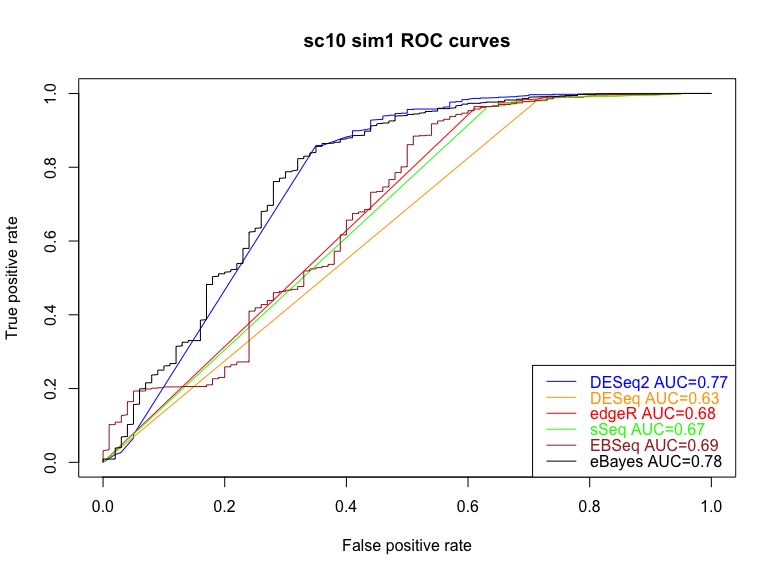 sc10 sim1 ROC curves
True positive rate
1.0
0.8
0.6
0.4
0.2
0.0
DESeq2 AUC=0.77
DESeq AUC=0.63
edgeR AUC=0.68
sSeq AUC=0.67
EBSeq AUC=0.69
eBayes AUC=0.78
0.0 0.2 0.4 0.6 0.8 1.0
False positive rate